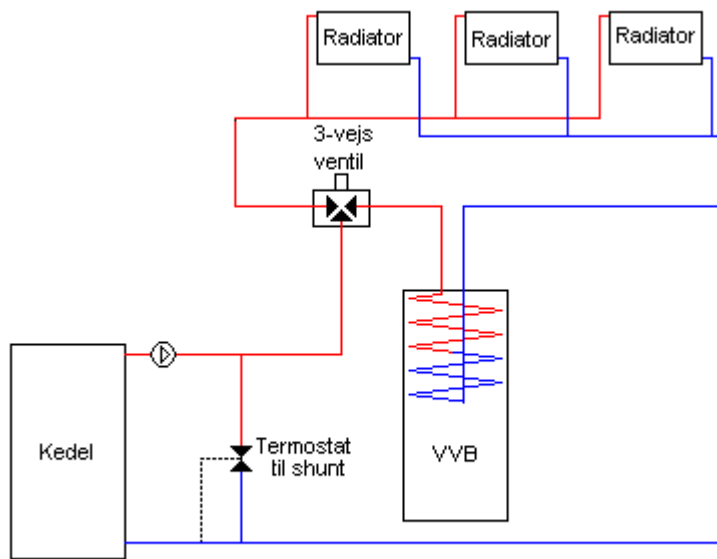 Radiator
Radiator
Radiator
3-vejs
ventil
Kedel
Termostat
til shunt
VVB